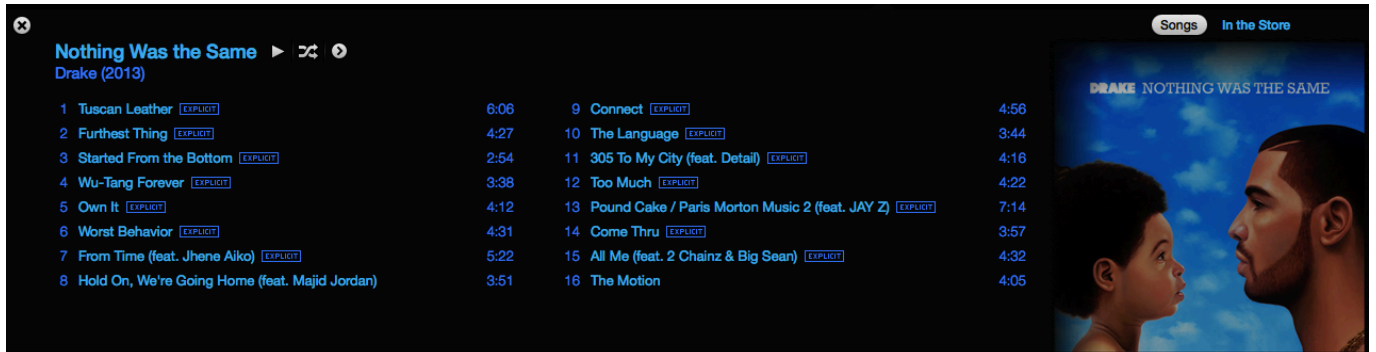 Songs In the Store
Nothing Was the Same
Drake (2013)
1 Tuscan Leather EXPLICIT 6:06
2 Furthest Thing EXPLICIT 4:27
3 Started From the Bottom EXPLICIT 2:54
4 Wu-Tang Forever EXPLICIT 3:38
5 Own It EXPLICIT 4:12
6 Worst Behavior EXPLICIT 4:31
7 From Time (feat. Jhene Aiko) EXPLICIT 5:22
8 Hold On, We're Going Home (feat. Majid Jordan) 3:51
9 Connect EXPLICIT 4:56
10 The Language EXPLICIT 3:44
11 305 To My City (feat. Detail) EXPLICIT 4:16
12 Too Much EXPLICIT 4:22
13 Pound Cake / Paris Morton Music 2 (feat. JAY Z) EXPLICIT 7:14
14 Come Thru EXPLICIT 3:57
15 All Me (feat. 2 Chainz & Big Sean) EXPLICIT 4:32
16 The Motion 4:05
DRAKE NOTHING WAS THE SAME